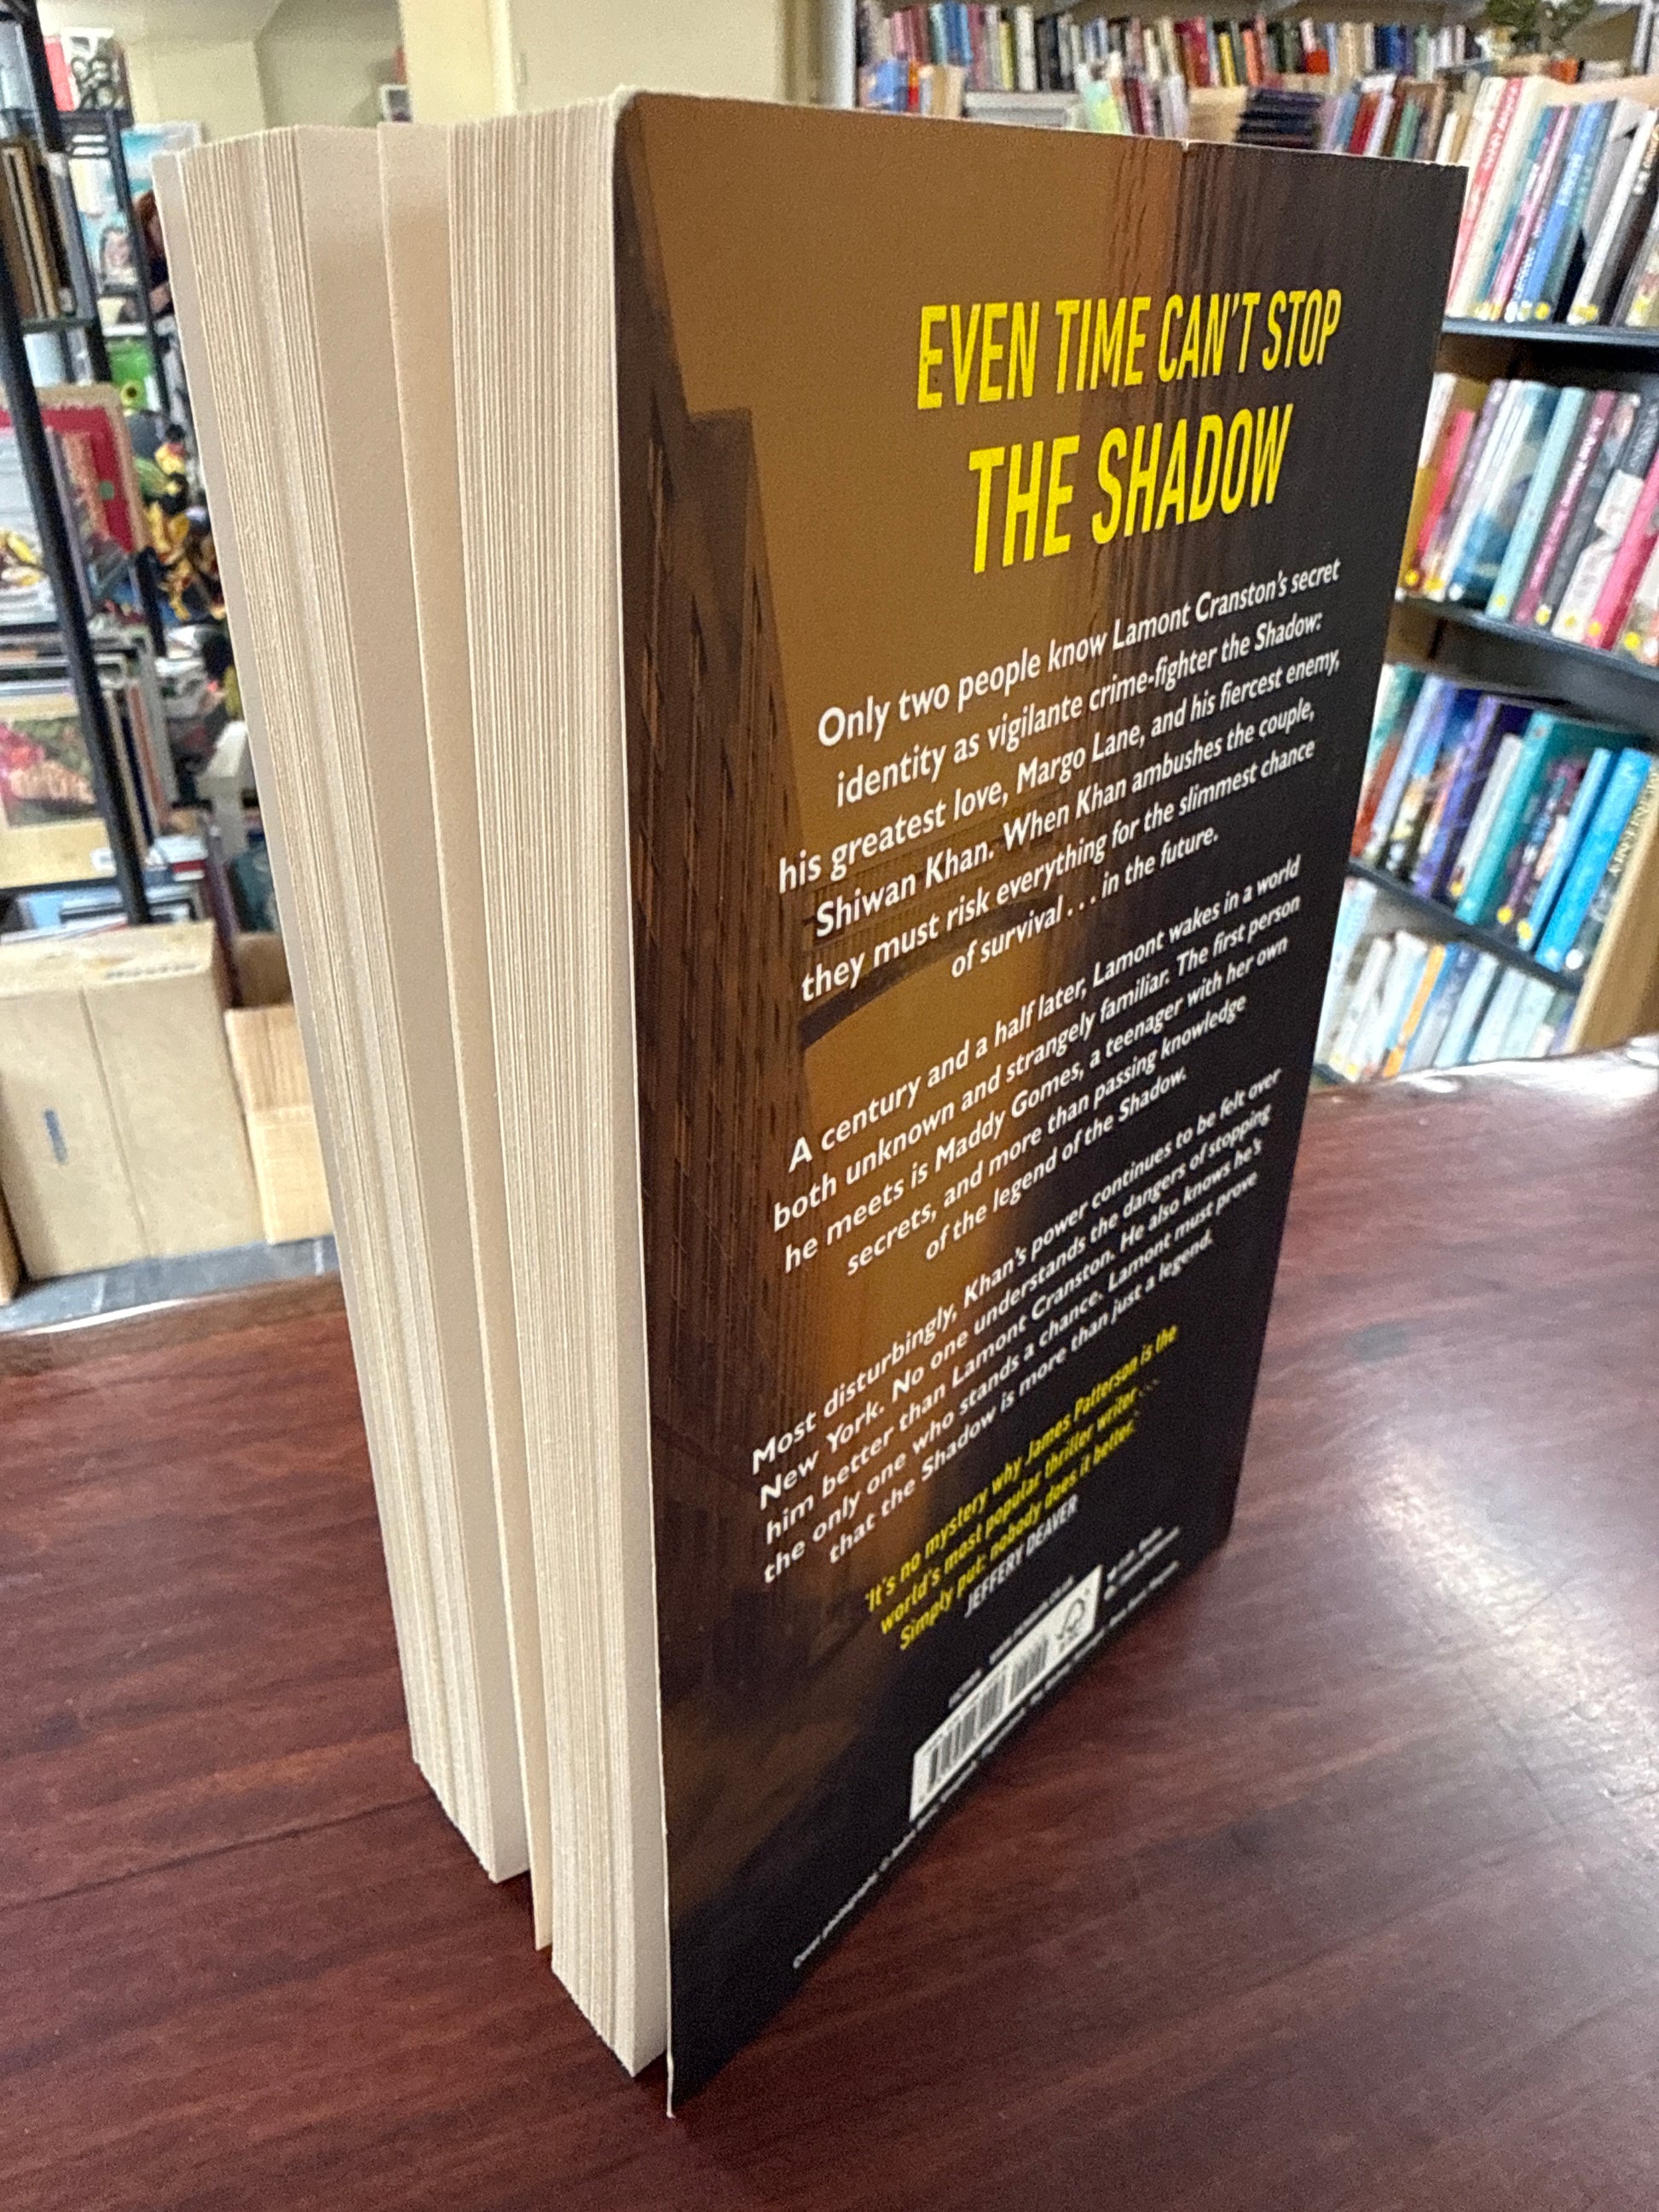 EVEN TIME CAN'T STOP
THE SHADOW
Only two people know Lamont Cranston's secret
identity as vigilante crime-fighter the Shadow:
his greatest love, Margo Lane, and his fiercest enemy,
Shiwan Khan. When Khan ambushes the couple,
they must risk everything for the slimmest chance
of survival . . . in the future.
A century and a half later, Lamont wakes in a world
both unknown and strangely familiar. The first person
he meets is Maddy Gomes, a teenager with her own
secrets, and more than passing knowledge
of the legend of the Shadow.
Most disturbingly, Khan's power continues to be felt over
New York. No one understands the dangers of stopping
him better than Lamont Cranston. He also knows he's
the only one who stands a chance. Lamont must prove
that the Shadow is more than just a legend.
'It's no mystery why James Patterson is the
world's most popular thriller writer . . .
Simply put: nobody does it better.'
JEFFERY DEAVER